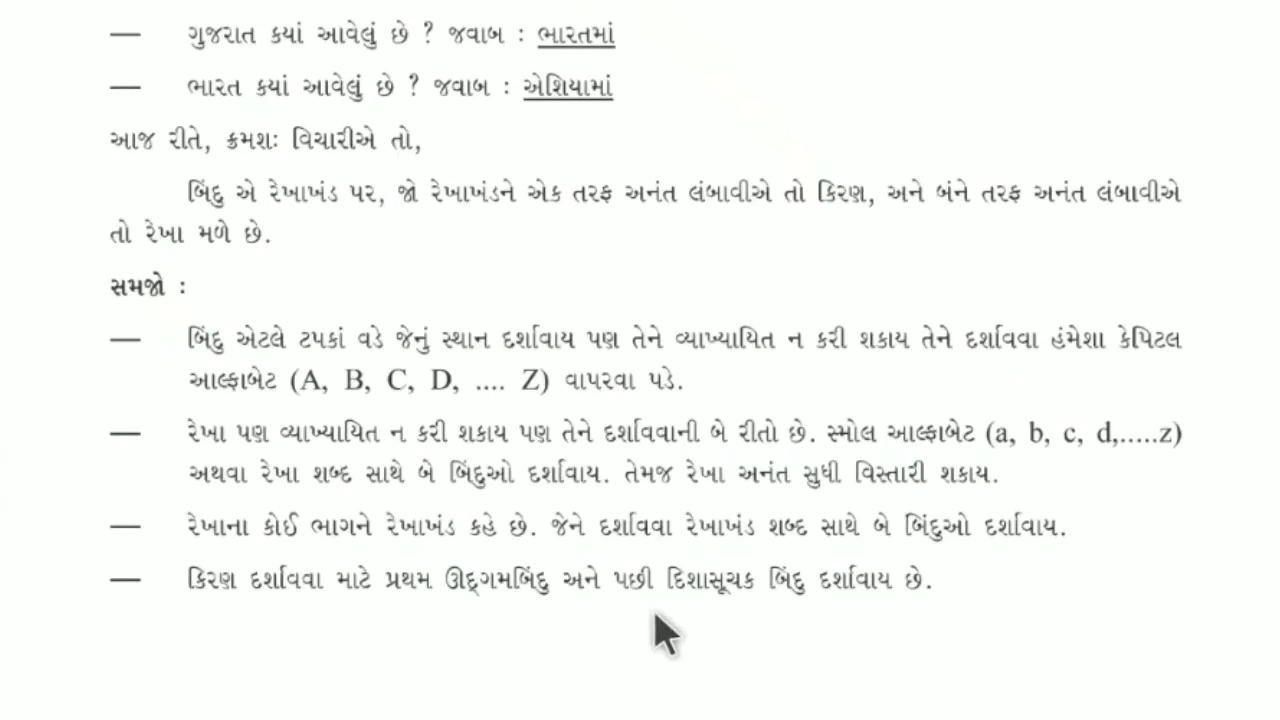 — ગુજરાત કયાં આવેલું છે ? જવાબ : ભારતમાં
— ભારત કયાં આવેલું છે ? જવાબ : એશિયામાં
આજ રીતે, ક્રમશઃ વિચારીએ તો,
બિંદુ એ રેખાખંડ પર, જો રેખાખંડને એક તરફ અનંત લંબાવીએ તો કિરણ, અને બંને તરફ અનંત લંબાવીએ
તો રેખા મળે છે.
સમજો :
— બિંદુ એટલે ટપકાં વડે જેનું સ્થાન દર્શાવાય પણ તેને વ્યાખ્યાયિત ન કરી શકાય તેને દર્શાવવા હંમેશા કેપિટલ
આલ્ફાબેટ (A, B, C, D, .... Z) વાપરવા પડે.
— રેખા પણ વ્યાખ્યાયિત ન કરી શકાય પણ તેને દર્શાવવાની બે રીતો છે. સ્મોલ આલ્ફાબેટ (a, b, c, d,.....z)
અથવા રેખા શબ્દ સાથે બે બિંદુઓ દર્શાવાય. તેમજ રેખા અનંત સુધી વિસ્તારી શકાય.
— રેખાના કોઈ ભાગને રેખાખંડ કહે છે. જેને દર્શાવવા રેખાખંડ શબ્દ સાથે બે બિંદુઓ દર્શાવાય.
— કિરણ દર્શાવવા માટે પ્રથમ ઊદ્ગમબિંદુ અને પછી દિશાસૂચક બિંદુ દર્શાવાય છે.